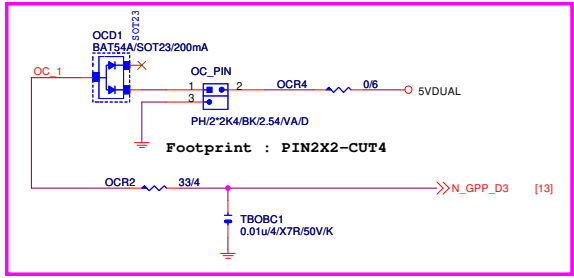 OCD1
SOT23
BAT54A/SOT23/200mA
OC_1
OC_PIN
1
2
3
OCR4
0/6
5VDUAL
PH/2*2K4/BK/2.54/VA/D
Footprint : PIN2X2-CUT4
OCR2
33/4
N_GPP_D3
[13]
TBOBC1
0.01u/4/X7R/50V/K